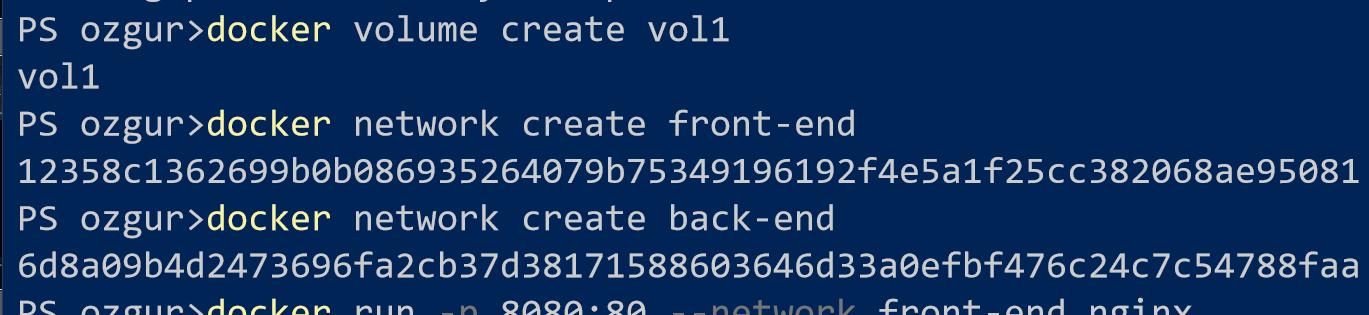 PS ozgur>docker volume create vol1
vol1
PS ozgur>docker network create front-end
12358c1362699b0b086935264079b75349196192f4e5a1f25cc382068ae95081
PS ozgur>docker network create back-end
6d8a09b4d2473696fa2cb37d38171588603646d33a0efbf476c24c7c54788faa
PS ozgur>docker run -p 8080:80 --network front-end nginx